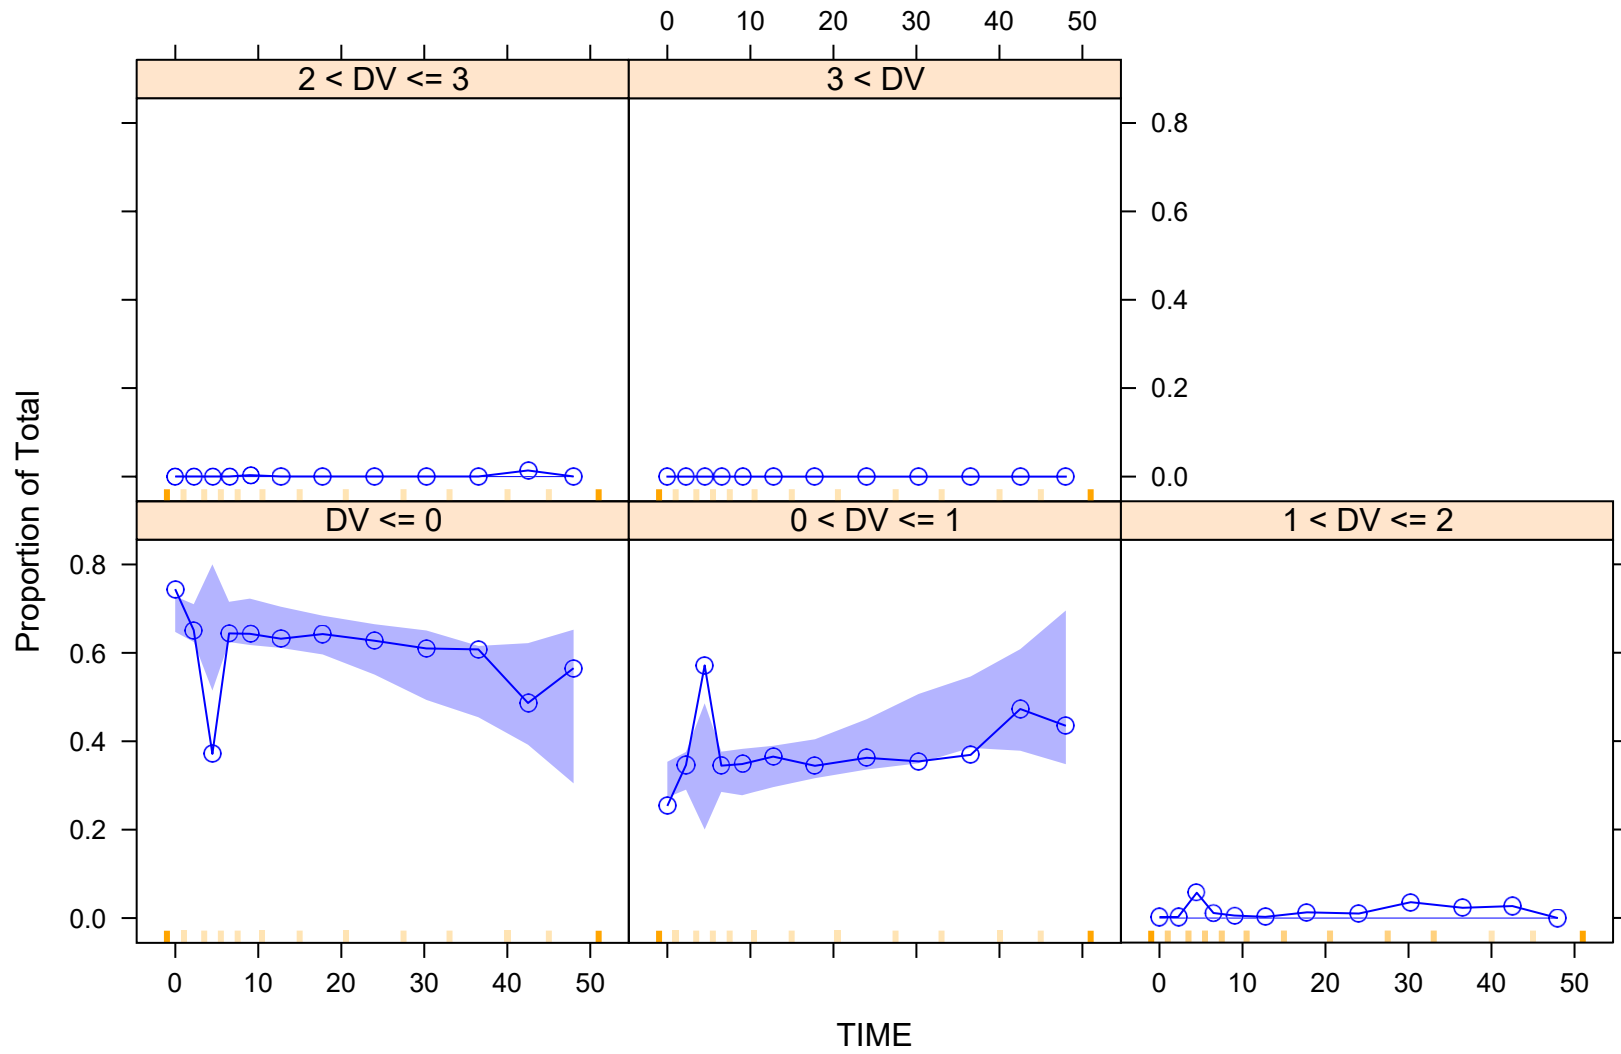 0 10 20 30 40 50
2 < DV <= 3 3 < DV
0.8
0.6
0.4
0.2
0.0
Proportion of Total
DV <= 0 0 < DV <= 1 1 < DV <= 2
0.8
0.6
0.4
0.2
0.0
0 10 20 30 40 50 0 10 20 30 40 50
TIME